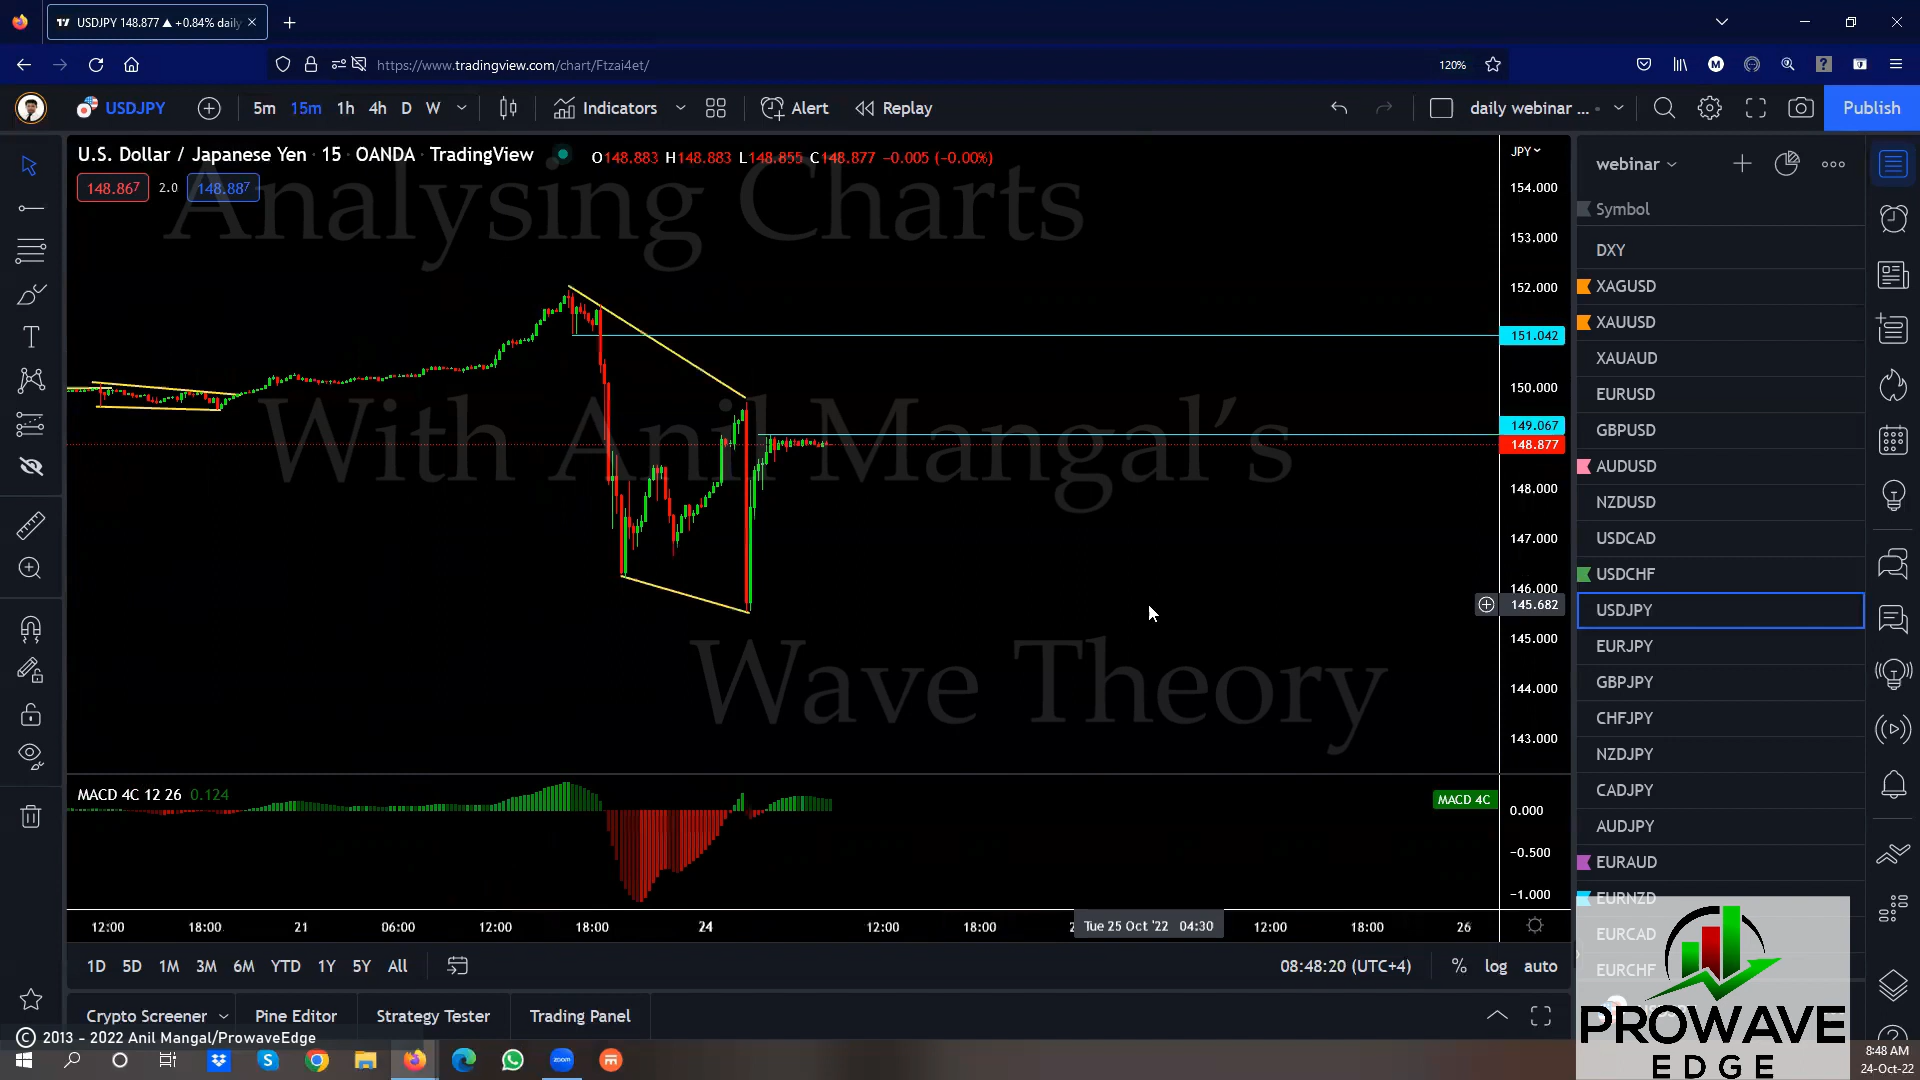 USDJPY 148.877 ▲ +0.84% daily
https://www.tradingview.com/chart/Ftzai4et/
120%
USDJPY 5m 15m 1h 4h D W Indicators Alert Replay daily webinar ... Publish
U.S. Dollar / Japanese Yen · 15 · OANDA · TradingView O148.883 H148.883 L148.855 C148.877 −0.005 (−0.00%)
148.867 2.0 148.887
Analysing Charts
With Anil Mangal's
Wave Theory
JPY
154.000
153.000
152.000
151.042
150.000
149.067
148.877
148.000
147.000
146.000
145.682
145.000
144.000
143.000
MACD 4C 12 26 0.124
MACD 4C
0.000
−0.500
−1.000
12:00 18:00 21 06:00 12:00 18:00 24 12:00 18:00 Tue 25 Oct '22 04:30 12:00 18:00 26
1D 5D 1M 3M 6M YTD 1Y 5Y All 08:48:20 (UTC+4) % log auto
Crypto Screener Pine Editor Strategy Tester Trading Panel
© 2013 - 2022 Anil Mangal/ProwaveEdge
webinar
Symbol
DXY
XAGUSD
XAUUSD
XAUAUD
EURUSD
GBPUSD
AUDUSD
NZDUSD
USDCAD
USDCHF
USDJPY
EURJPY
GBPJPY
CHFJPY
NZDJPY
CADJPY
AUDJPY
EURAUD
EURNZD
EURCAD
EURCHF
PROWAVE
EDGE
8:48 AM
24-Oct-22